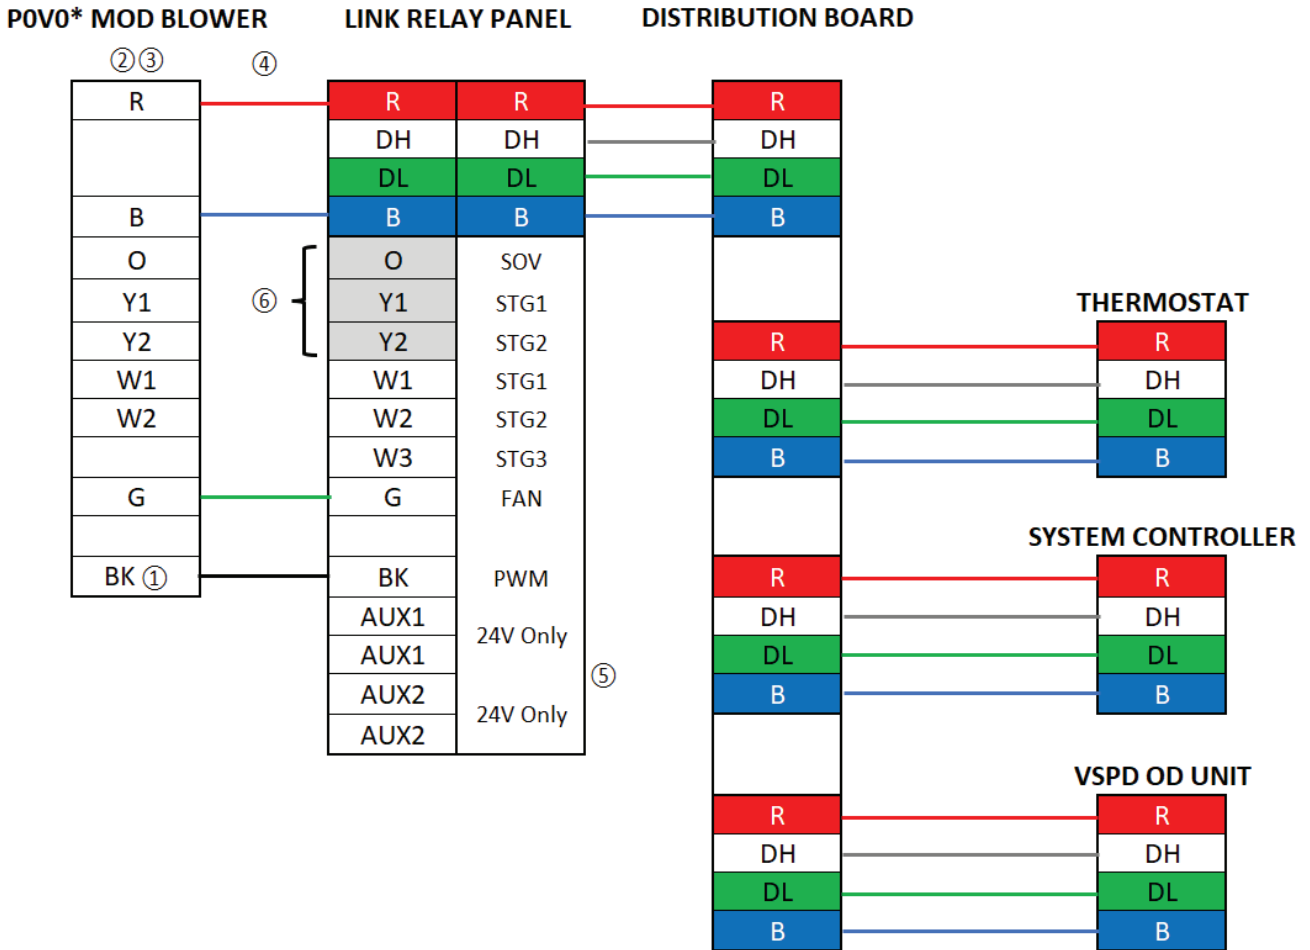 P0V0* MOD BLOWER
LINK RELAY PANEL
DISTRIBUTION BOARD
② ③
④
R
B
O
Y1
Y2
W1
W2
G
BK ①
⑥
R R
DH DH
DL DL
B B
O SOV
Y1 STG1
Y2 STG2
W1 STG1
W2 STG2
W3 STG3
G FAN
BK PWM
AUX1
24V Only
AUX1
AUX2
24V Only
AUX2
⑤
R
DH
DL
B
R
DH
DL
B
R
DH
DL
B
R
DH
DL
B
THERMOSTAT
R
DH
DL
B
SYSTEM CONTROLLER
R
DH
DL
B
VSPD OD UNIT
R
DH
DL
B